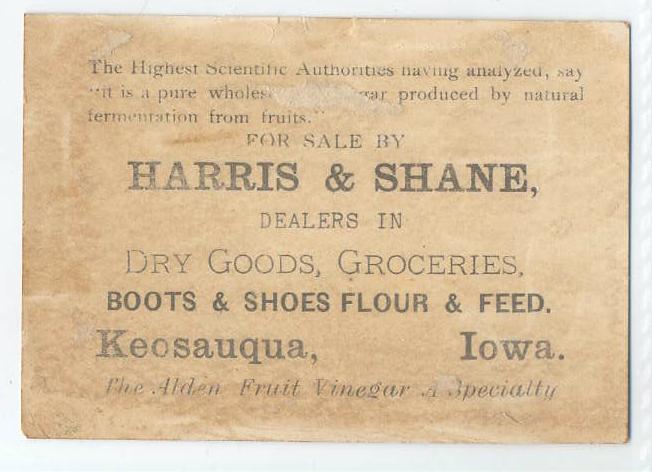 The Highest Scientific Authorities having analyzed, say
"it is a pure produced by natural
fermentation from fruits."
FOR SALE BY
HARRIS & SHANE,
DEALERS IN
DRY GOODS, GROCERIES,
BOOTS & SHOES FLOUR & FEED.
Keosauqua, Iowa.
The Alden Fruit Vinegar A Specialty